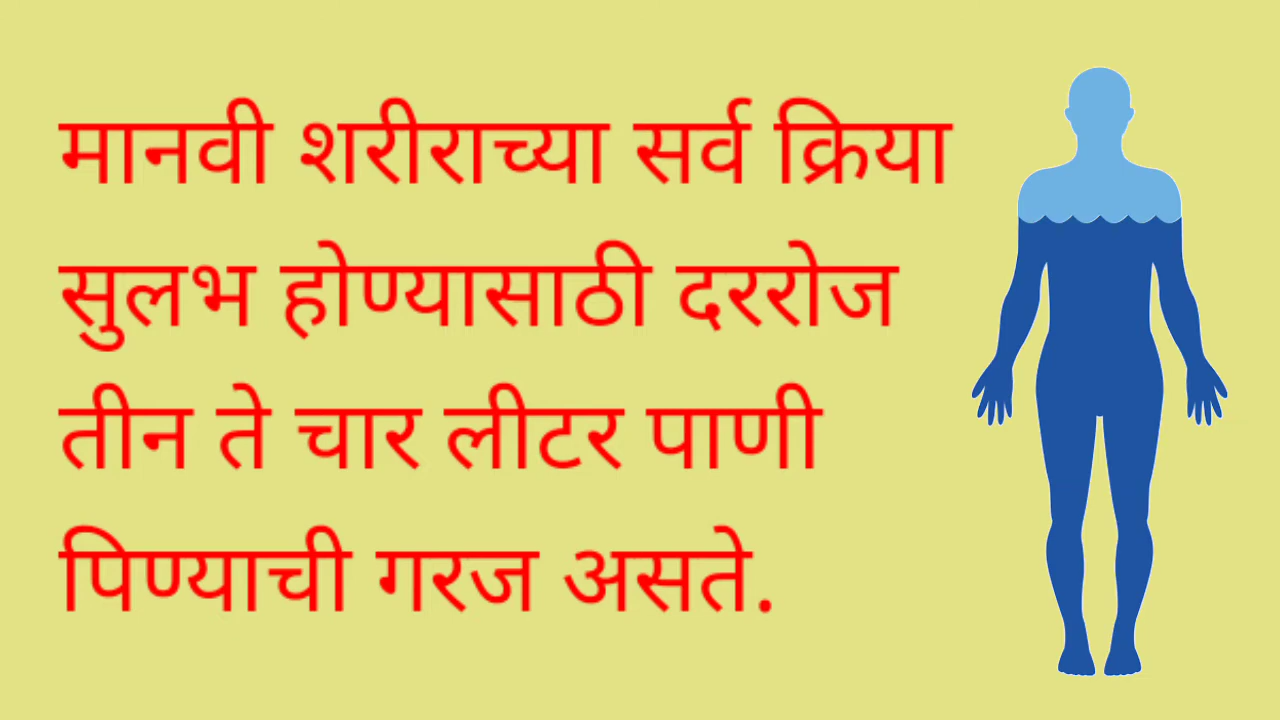 मानवी शरीराच्या सर्व क्रिया
सुलभ होण्यासाठी दररोज
तीन ते चार लीटर पाणी
पिण्याची गरज असते.